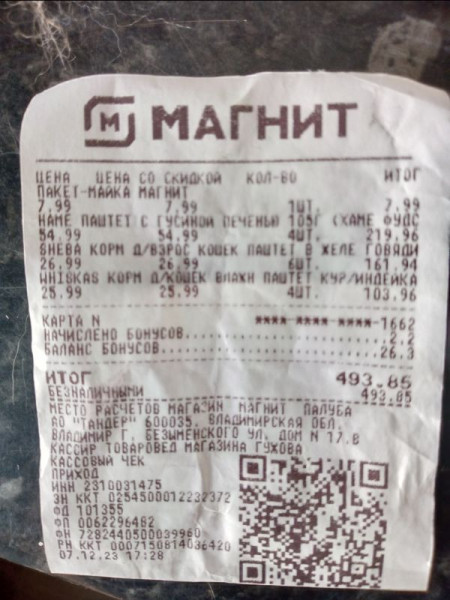 МАГНИТ
ЦЕНА ЦЕНА СО СКИДКОЙ КОЛ-ВО ИТОГ
ПАКЕТ-МАЙКА МАГНИТ
7.99 7.99 1ШТ. 7.99
НАМЕ ПАШТЕТ С ГУСИНОЙ ПЕЧЕНЬЮ 105Г (ХАМЕ ФУДС
54.99 54.99 4ШТ. 219.96
ВНЕВА КОРМ Д/ВЗРОС КОШЕК ПАШТЕТ В ЖЕЛЕ ГОВЯДИ
26.99 26.99 6ШТ. 161.94
WHISKAS КОРМ Д/КОШЕК ВЛАЖН ПАШТЕТ КУР/ИНДЕЙКА
25.99 25.99 4ШТ. 103.96
КАРТА N ****-****-****-1662
НАЧИСЛЕНО БОНУСОВ 2.2
БАЛАНС БОНУСОВ 26.3
ИТОГ 493.85
БЕЗНАЛИЧНЫМИ 493.85
МЕСТО РАСЧЕТОВ МАГАЗИН МАГНИТ ПАЛУБА
АО "ТАНДЕР" 600035, ВЛАДИМИРСКАЯ ОБЛ,
ВЛАДИМИР Г, БЕЗЫМЕНСКОГО УЛ, ДОМ N 17.В
КАССИР ТОВАРОВЕД МАГАЗИНА ГУХОВА
КАССОВЫЙ ЧЕК
ПРИХОД
ИНН 2310031475
ЗН ККТ 0254500012232372
ФД 101355
ФП 0062296482
ФН 7282440500039960
РН ККТ 0007150814036420
07.12.23 17:28